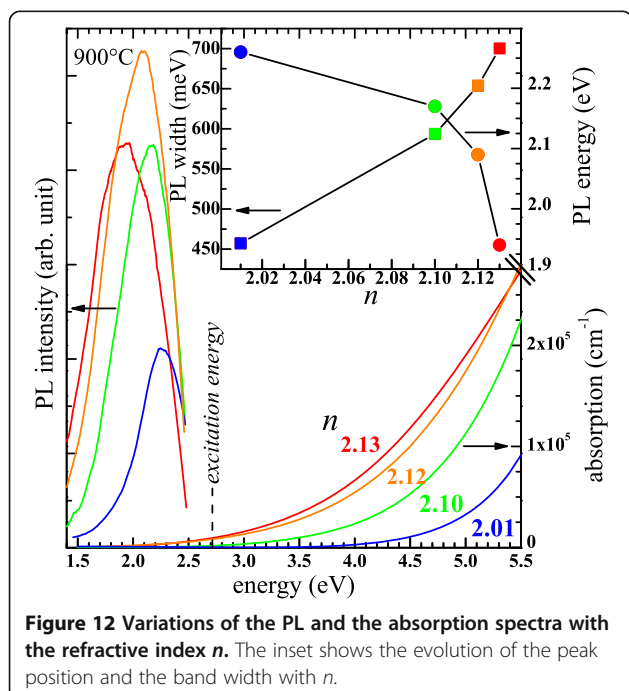 900°C
PL intensity (arb. unit)
700
650
600
550
500
450
PL width (meV)
2.2
2.1
2.0
1.9
PL energy (eV)
2.02 2.04 2.06 2.08 2.10 2.12
n
excitation energy
n
2.13
2.12
2.10
2.01
2x10⁵
1x10⁵
0
absorption (cm⁻¹)
1.5 2.0 2.5 3.0 3.5 4.0 4.5 5.0 5.5
energy (eV)
Figure 12 Variations of the PL and the absorption spectra with
the refractive index n. The inset shows the evolution of the peak
position and the band width with n.